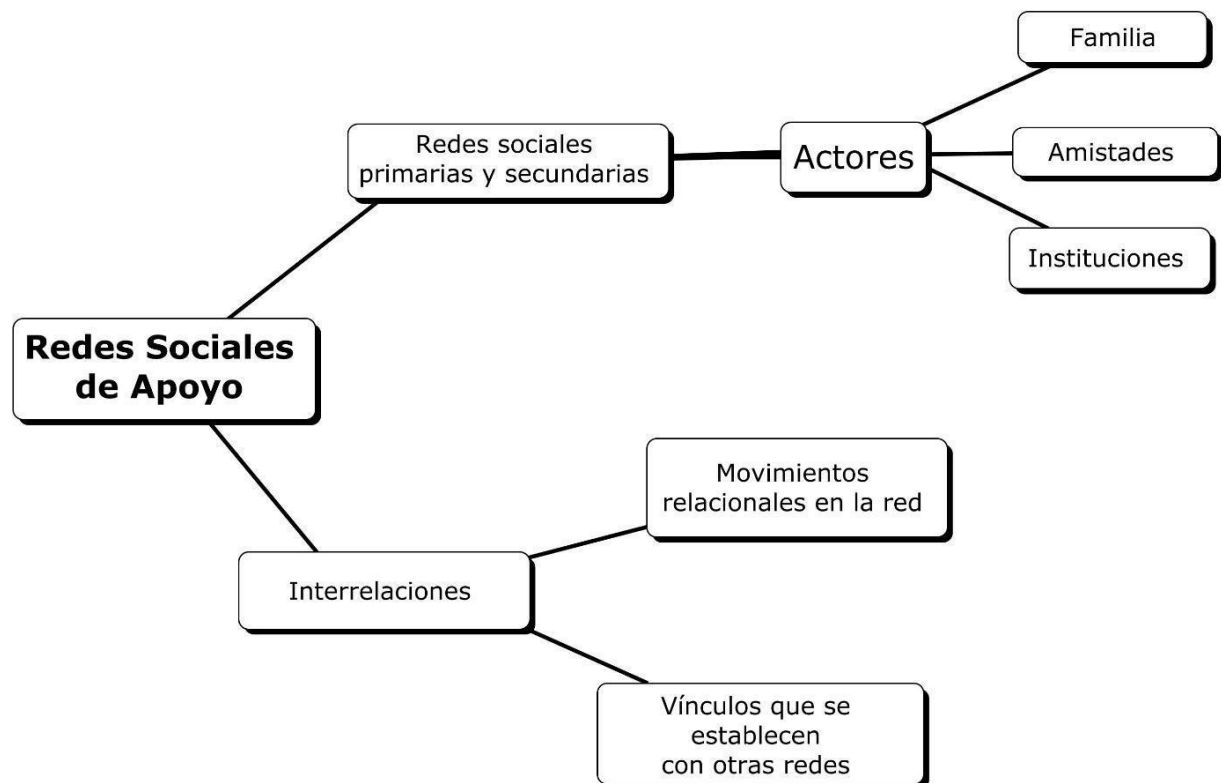 Familia
Redes sociales
primarias y secundarias
Actores
Amistades
Instituciones
Redes Sociales
de Apoyo
Movimientos
relacionales en la red
Interrelaciones
Vínculos que se
establecen
con otras redes